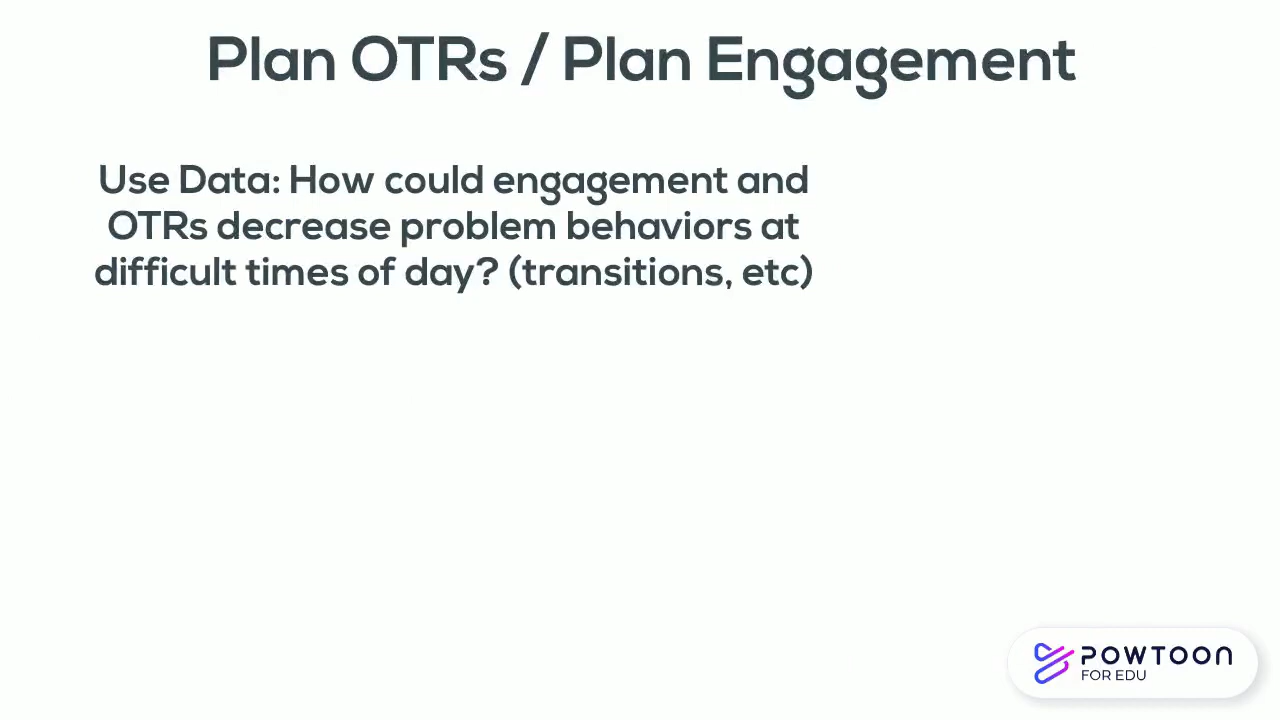 Plan OTRs / Plan Engagement
Use Data: How could engagement and
OTRs decrease problem behaviors at
difficult times of day? (transitions, etc)
POWTOON
FOR EDU